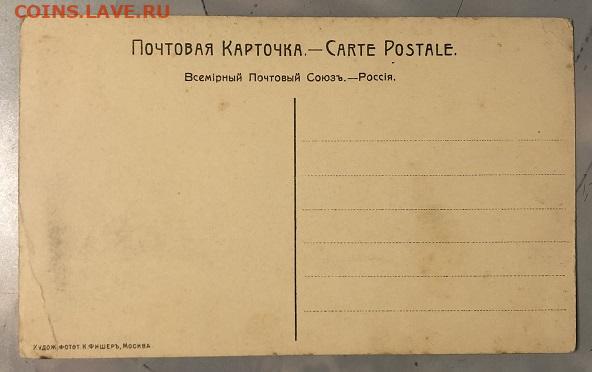 COINS.LAVE.RU
ПОЧТОВАЯ КАРТОЧКА.—CARTE POSTALE.
Всемірный Почтовый Союзъ.—Россія.
Худож. фотот. К. Фишеръ, Москва